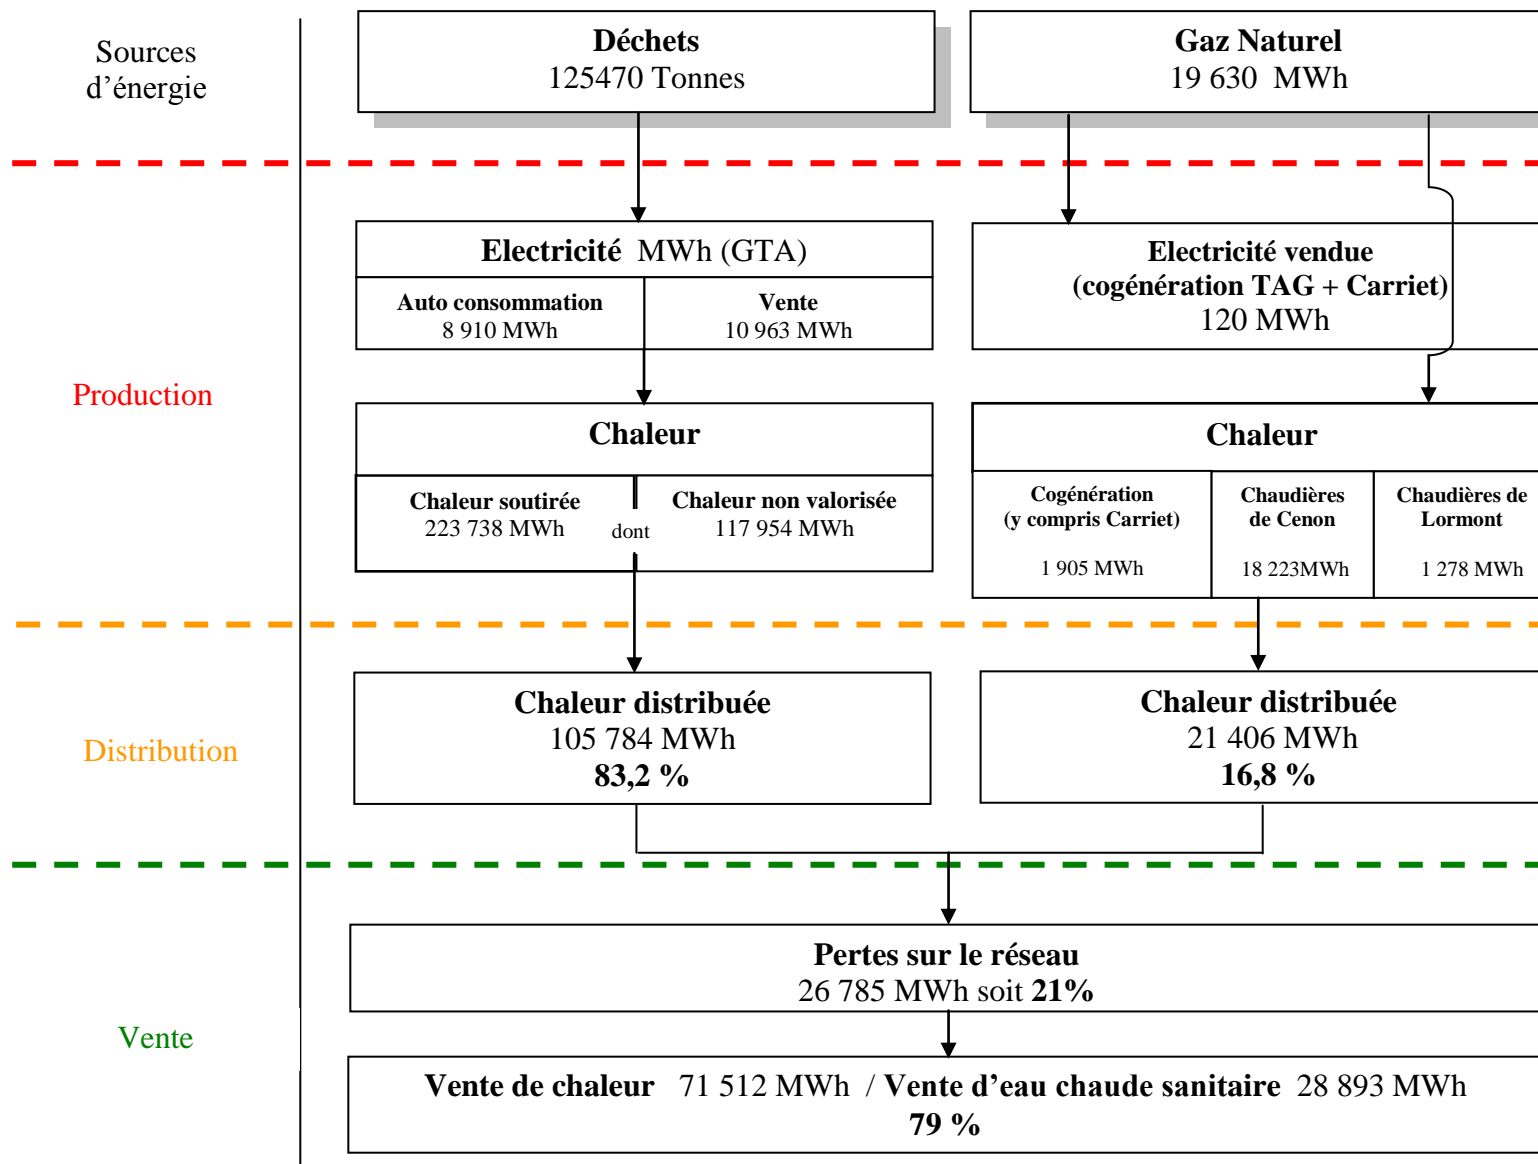 Sources
d’énergie
Déchets
125470 Tonnes
Gaz Naturel
19 630 MWh
Production
Electricité MWh (GTA)
Auto consommation
8 910 MWh
Vente
10 963 MWh
Electricité vendue
(cogénération TAG + Carriet)
120 MWh
Chaleur
Chaleur soutirée
223 738 MWh
dont
Chaleur non valorisée
117 954 MWh
Chaleur
Cogénération
(y compris Carriet)
1 905 MWh
Chaudières
de Cenon
18 223MWh
Chaudières de
Lormont
1 278 MWh
Distribution
Chaleur distribuée
105 784 MWh
83,2 %
Chaleur distribuée
21 406 MWh
16,8 %
Vente
Pertes sur le réseau
26 785 MWh soit 21%
Vente de chaleur 71 512 MWh / Vente d’eau chaude sanitaire 28 893 MWh
79 %